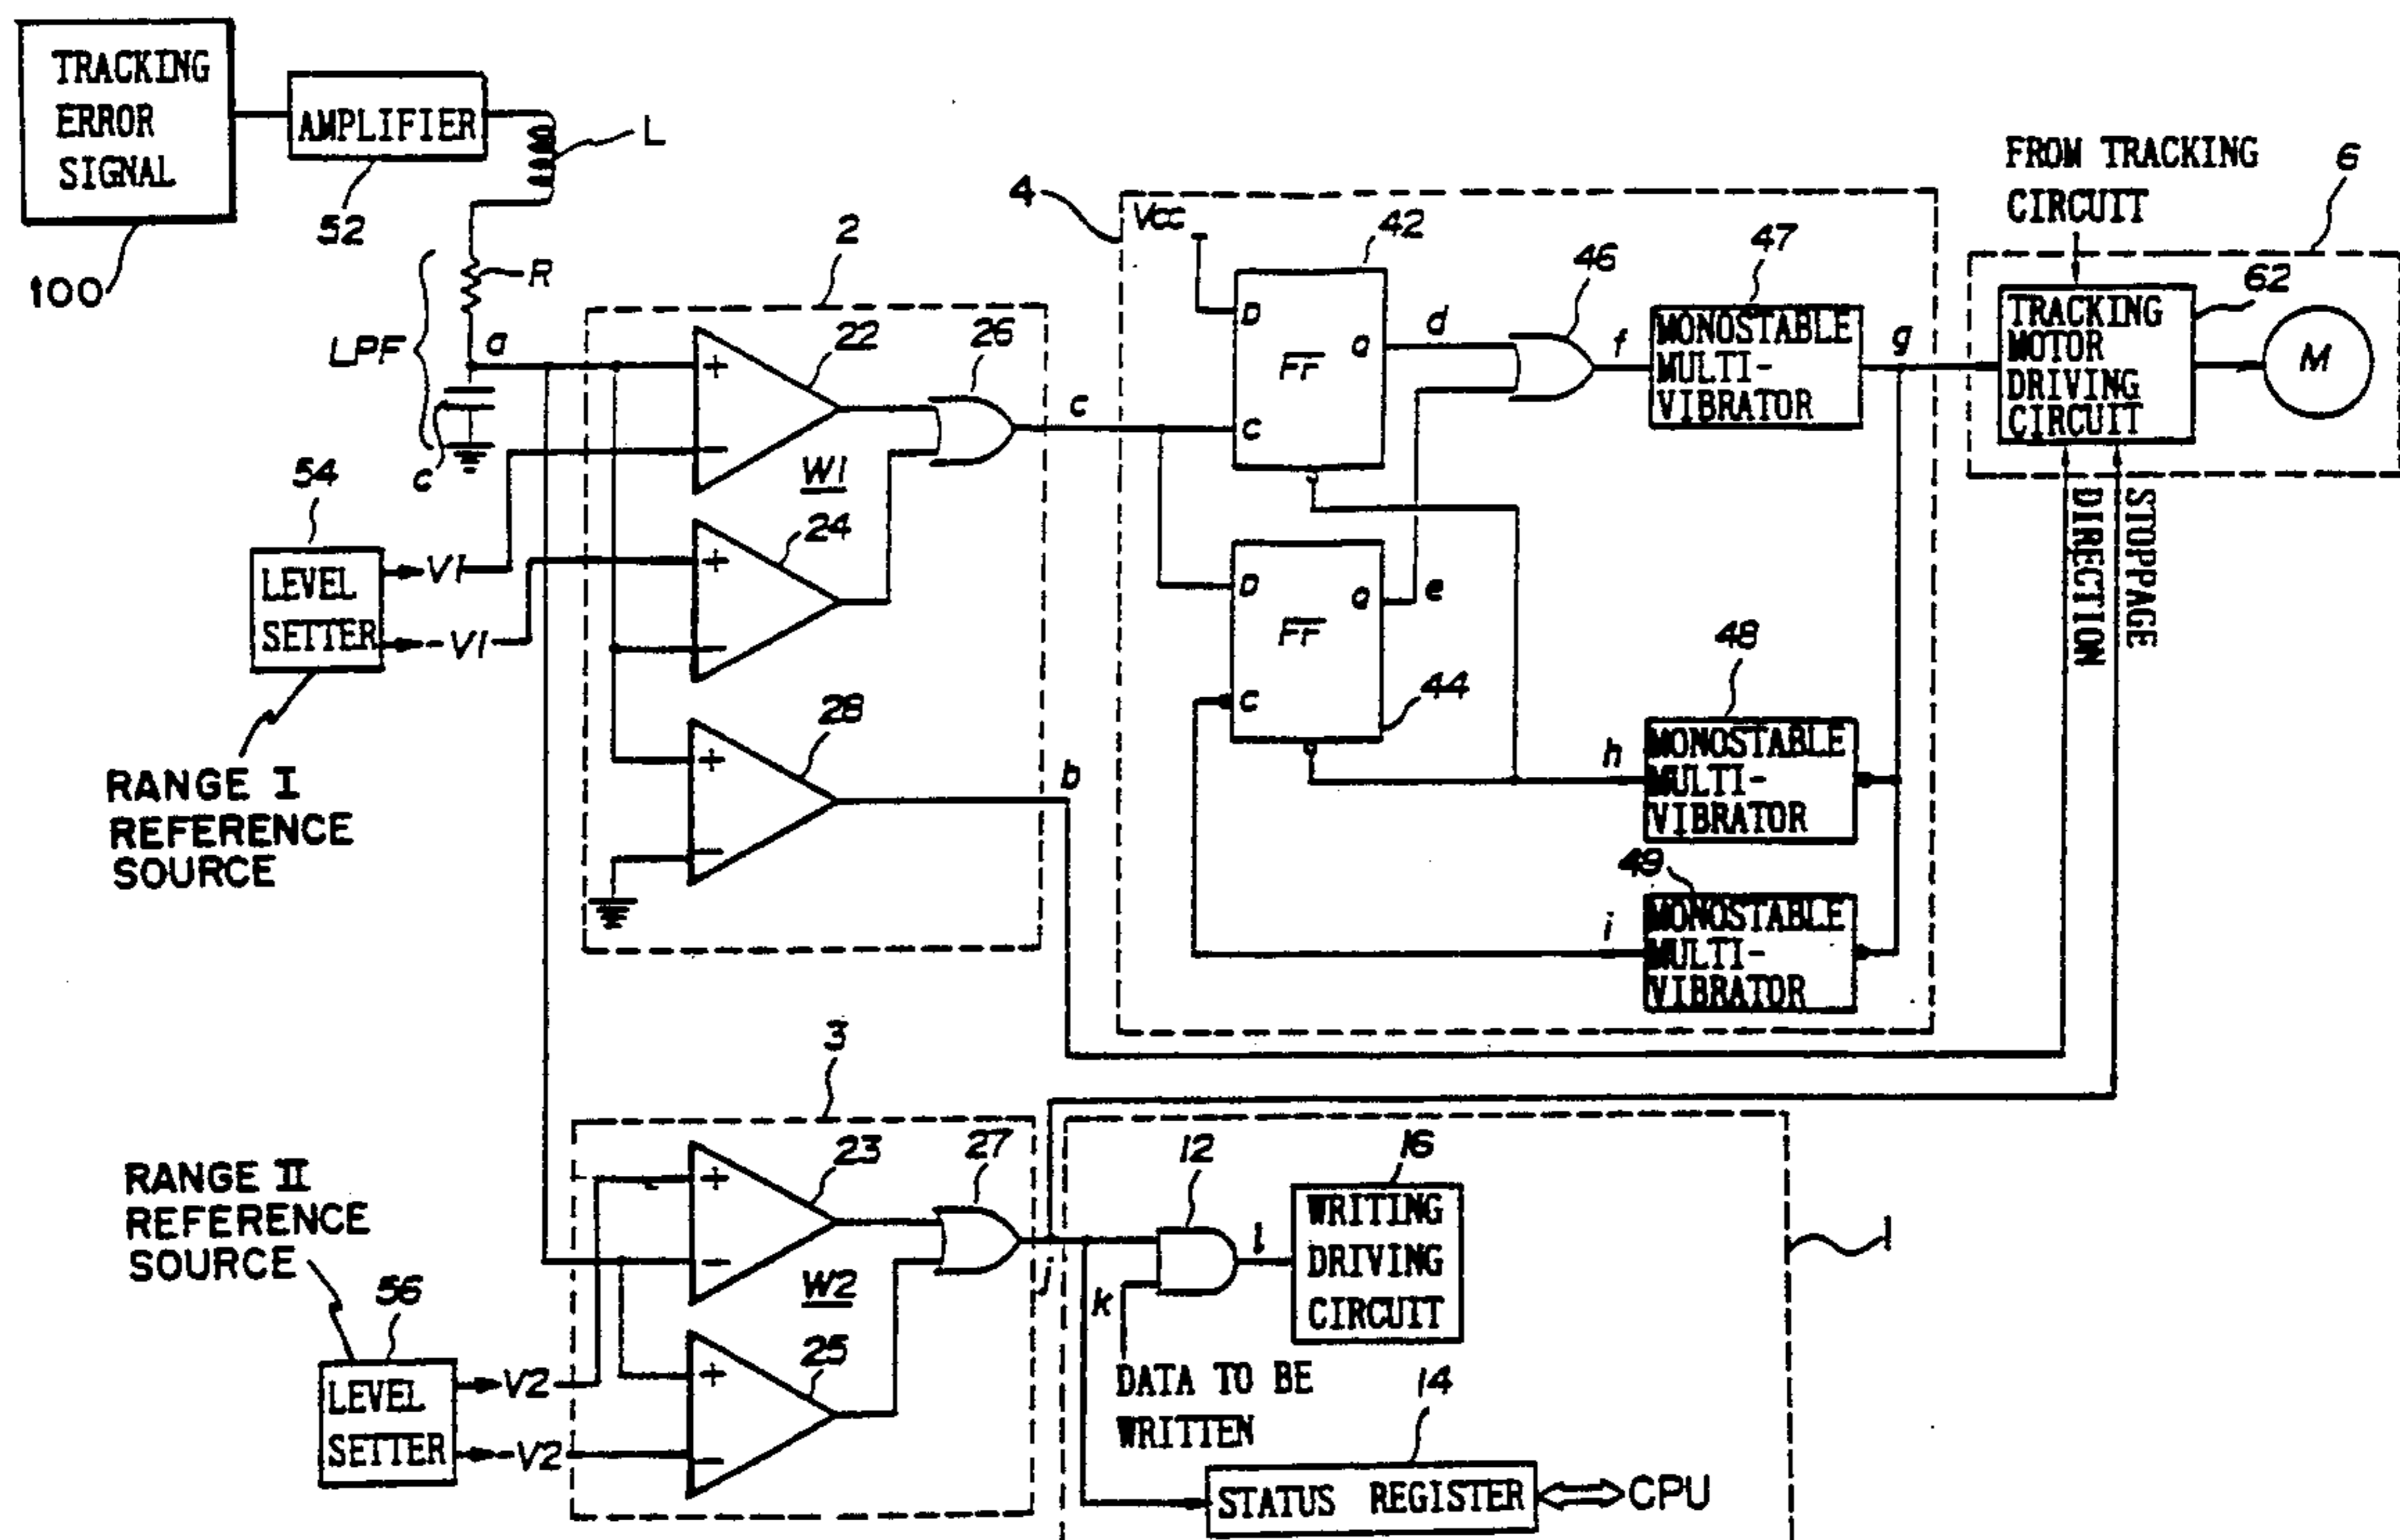 TRACKING
ERROR
SIGNAL
100
AMPLIFIER
52
L
R
LPF
a
c
54
LEVEL
SETTER
V1
-V1
RANGE I
REFERENCE
SOURCE
2
22
24
26
28
W1
+
−
+
−
+
−
b
c
4
Vcc
42
D
Q
FF
C
d
D
Q
FF
C
e
44
46
f
47
MONOSTABLE
MULTI-
VIBRATOR
g
48
MONOSTABLE
MULTI-
VIBRATOR
h
49
MONOSTABLE
MULTI-
VIBRATOR
i
FROM TRACKING
CIRCUIT
6
62
TRACKING
MOTOR
DRIVING
CIRCUIT
M
DIRECTION
STOPPAGE
3
23
25
27
W2
+
−
+
−
j
RANGE II
REFERENCE
SOURCE
56
LEVEL
SETTER
V2
-V2
12
k
l
DATA TO BE
WRITTEN
16
WRITING
DRIVING
CIRCUIT
14
STATUS REGISTER
CPU
1